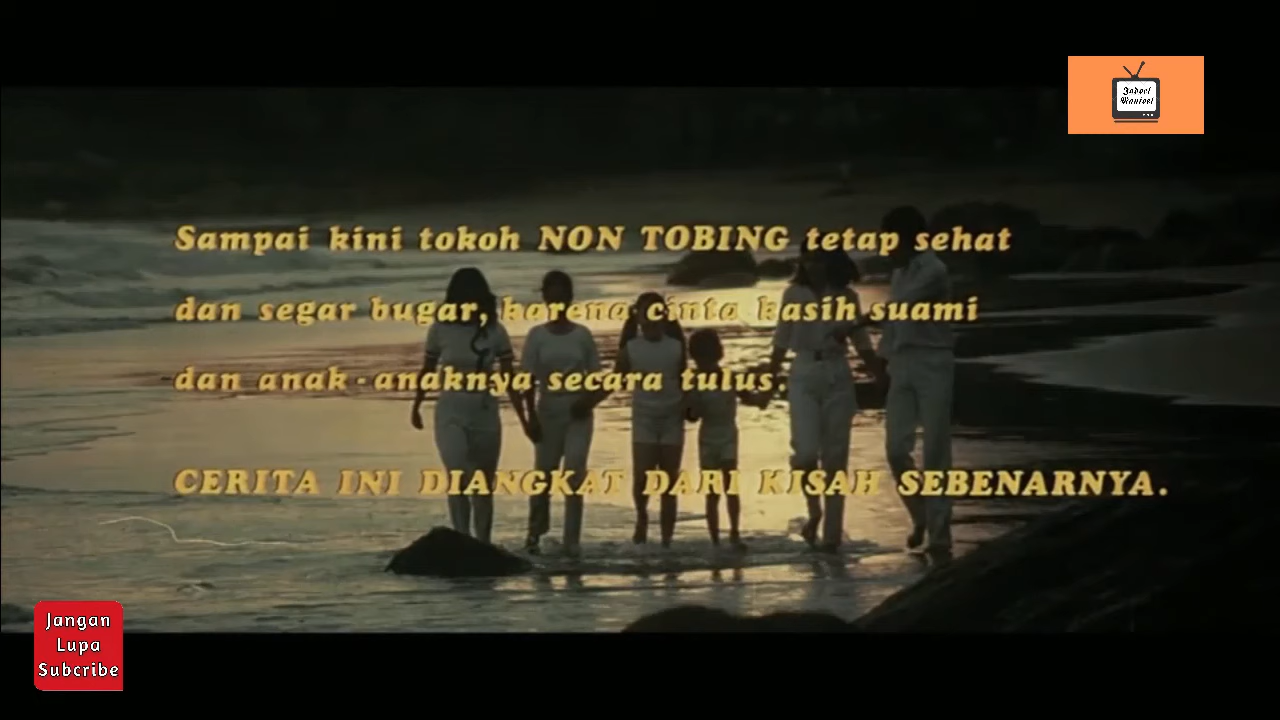 Jadoel
Sampai kini tokoh NON TOBING tetap sehat
dan segar bugar, karena cinta kasih suami
dan anak-anaknya secara tulus.
CERITA INI DIANGKAT DARI KISAH SEBENARNYA.
Jangan
Lupa
Subcribe